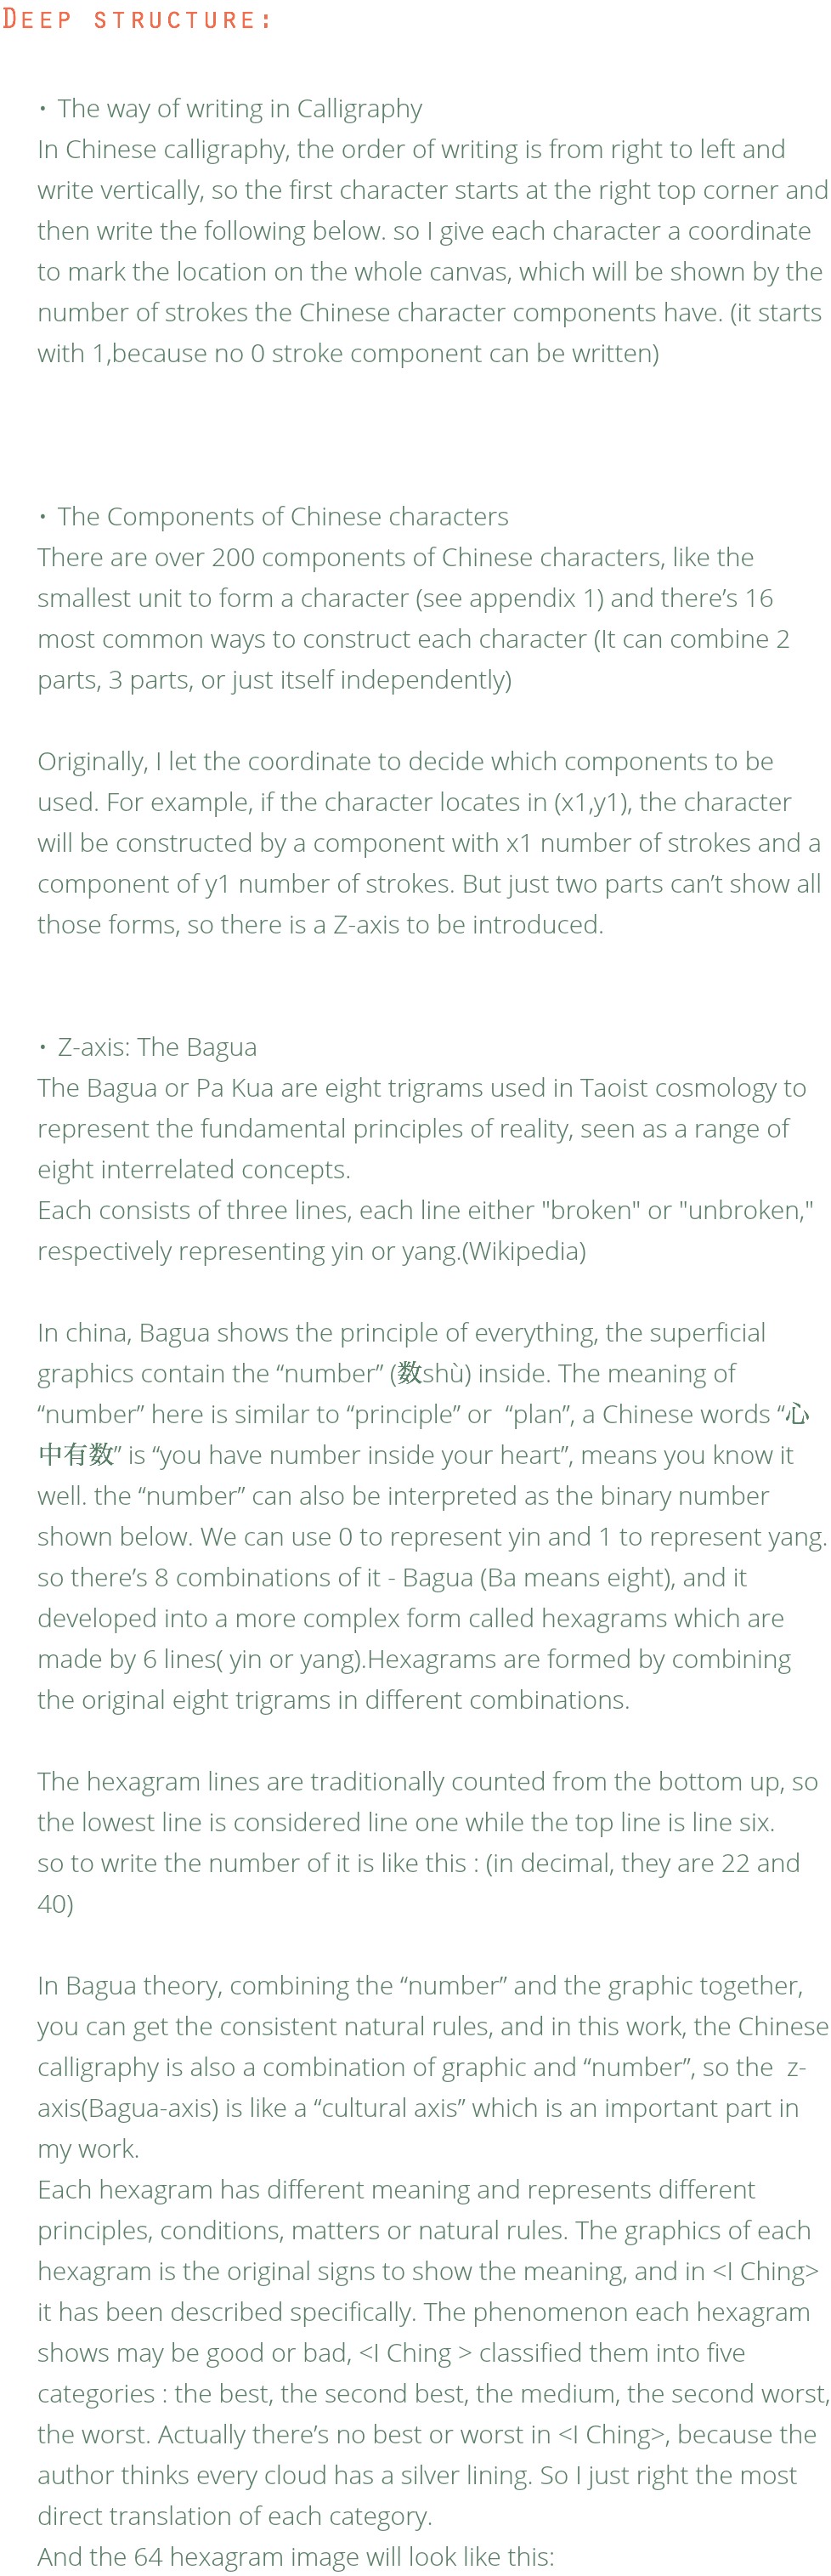 Deep structure:
• The way of writing in Calligraphy
In Chinese calligraphy, the order of writing is from right to left and
write vertically, so the first character starts at the right top corner and
then write the following below. so I give each character a coordinate
to mark the location on the whole canvas, which will be shown by the
number of strokes the Chinese character components have. (it starts
with 1,because no 0 stroke component can be written)
• The Components of Chinese characters
There are over 200 components of Chinese characters, like the
smallest unit to form a character (see appendix 1) and there’s 16
most common ways to construct each character (It can combine 2
parts, 3 parts, or just itself independently)
Originally, I let the coordinate to decide which components to be
used. For example, if the character locates in (x1,y1), the character
will be constructed by a component with x1 number of strokes and a
component of y1 number of strokes. But just two parts can’t show all
those forms, so there is a Z-axis to be introduced.
• Z-axis: The Bagua
The Bagua or Pa Kua are eight trigrams used in Taoist cosmology to
represent the fundamental principles of reality, seen as a range of
eight interrelated concepts.
Each consists of three lines, each line either "broken" or "unbroken,"
respectively representing yin or yang.(Wikipedia)
In china, Bagua shows the principle of everything, the superficial
graphics contain the “number” (数shù) inside. The meaning of
“number” here is similar to “principle” or  “plan”, a Chinese words “心
中有数” is “you have number inside your heart”, means you know it
well. the “number” can also be interpreted as the binary number
shown below. We can use 0 to represent yin and 1 to represent yang.
so there’s 8 combinations of it - Bagua (Ba means eight), and it
developed into a more complex form called hexagrams which are
made by 6 lines( yin or yang).Hexagrams are formed by combining
the original eight trigrams in different combinations.
The hexagram lines are traditionally counted from the bottom up, so
the lowest line is considered line one while the top line is line six.
so to write the number of it is like this : (in decimal, they are 22 and
40)
In Bagua theory, combining the “number” and the graphic together,
you can get the consistent natural rules, and in this work, the Chinese
calligraphy is also a combination of graphic and “number”, so the  z-
axis(Bagua-axis) is like a “cultural axis” which is an important part in
my work.
Each hexagram has different meaning and represents different
principles, conditions, matters or natural rules. The graphics of each
hexagram is the original signs to show the meaning, and in <I Ching>
it has been described specifically. The phenomenon each hexagram
shows may be good or bad, <I Ching > classified them into five
categories : the best, the second best, the medium, the second worst,
the worst. Actually there’s no best or worst in <I Ching>, because the
author thinks every cloud has a silver lining. So I just right the most
direct translation of each category.
And the 64 hexagram image will look like this: